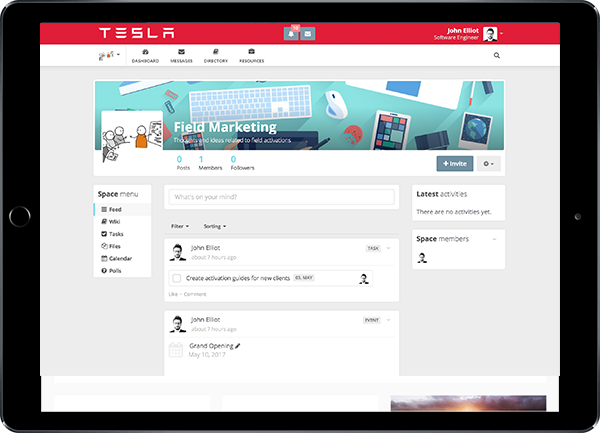 TESLA
John Elliot
Software Engineer
DASHBOARD
MESSAGES
DIRECTORY
RESOURCES
Field Marketing
Thoughts and ideas related to field activations.
0 1 0
Posts Members Followers
+ Invite
Space menu
Feed
Wiki
Tasks
Files
Calendar
Polls
What's on your mind?
Filter Sorting
John Elliot TASK
about 7 hours ago
Create activation guides for new clients 05. MAY
Like · Comment
John Elliot EVENT
about 7 hours ago
Grand Opening
May 10, 2017
Latest activities
There are no activities yet.
Space members